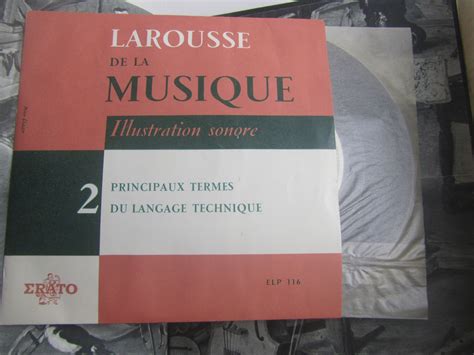 LAROUSSE
DE LA
MUSIQUE
Illustration sonore
2
PRINCIPAUX TERMES
DU LANGAGE TECHNIQUE
ERATO
ELP 116